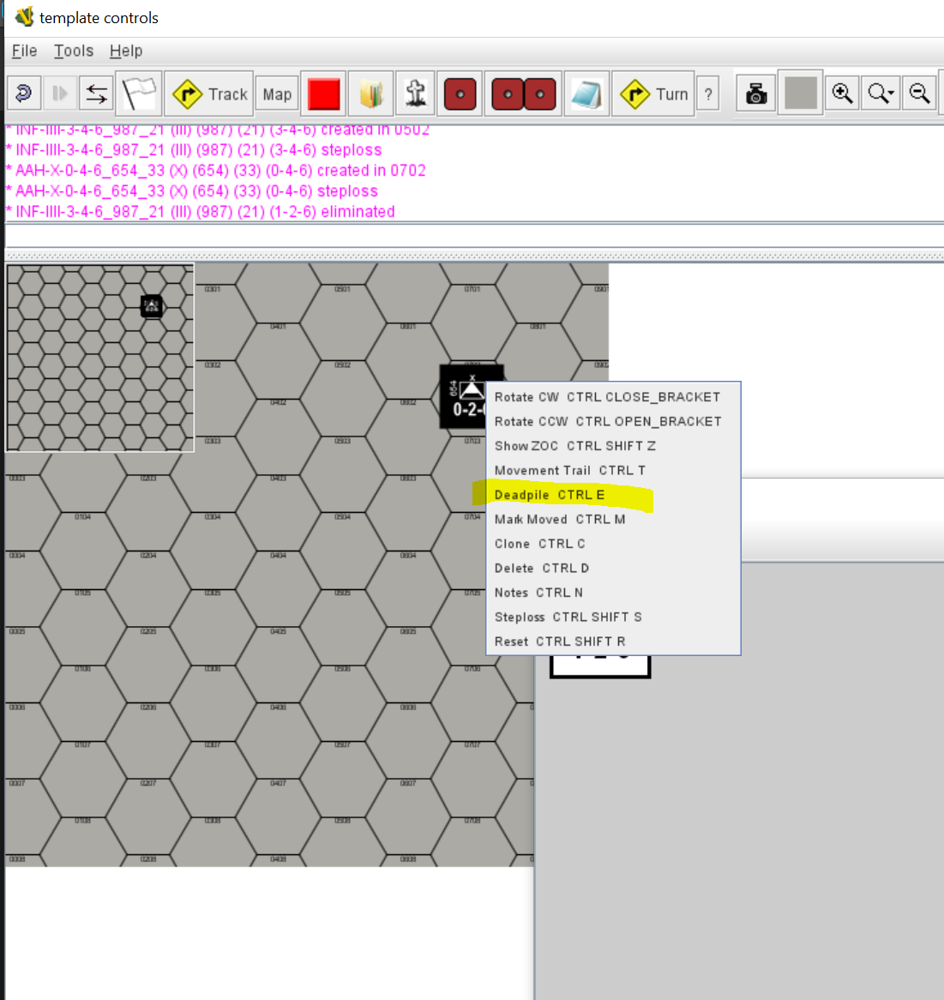 template controls
File Tools Help
Track Map Turn ?
* INF-IIII-3-4-6_987_21 (III) (987) (21) (3-4-6) created in 0502
* INF-IIII-3-4-6_987_21 (III) (987) (21) (3-4-6) steploss
* AAH-X-0-4-6_654_33 (X) (654) (33) (0-4-6) created in 0702
* AAH-X-0-4-6_654_33 (X) (654) (33) (0-4-6) steploss
* INF-IIII-3-4-6_987_21 (III) (987) (21) (1-2-6) eliminated
0301 0501 0701 0901
0401 0601 0801
0302 0502 0902
X
654
0-2-
0402 0602
0303 0503 0703
Rotate CW CTRL CLOSE_BRACKET
Rotate CCW CTRL OPEN_BRACKET
Show ZOC CTRL SHIFT Z
Movement Trail CTRL T
Deadpile CTRL E
Mark Moved CTRL M
Clone CTRL C
Delete CTRL D
Notes CTRL N
Steploss CTRL SHIFT S
Reset CTRL SHIFT R
0003 0203 0403 0603
0104 0304 0504 0704
0004 0204 0404 0604
0105 0305 0505 0705
0005 0205 0405 0605
0106 0306 0506 0706
0006 0206 0406 0606
0107 0307 0507 0707
0007 0207 0407 0607
0108 0308 0508 0708
0008 0208 0408 0608